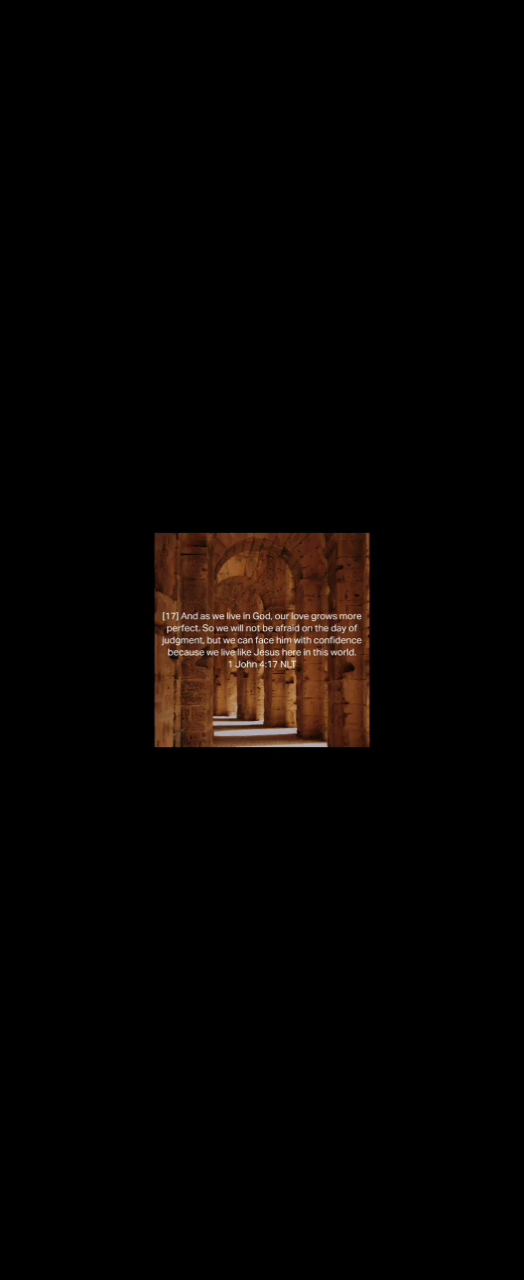 [17] And as we live in God, our love grows more
perfect. So we will not be afraid on the day of
judgment, but we can face him with confidence
because we live like Jesus here in this world.
1 John 4:17 NLT